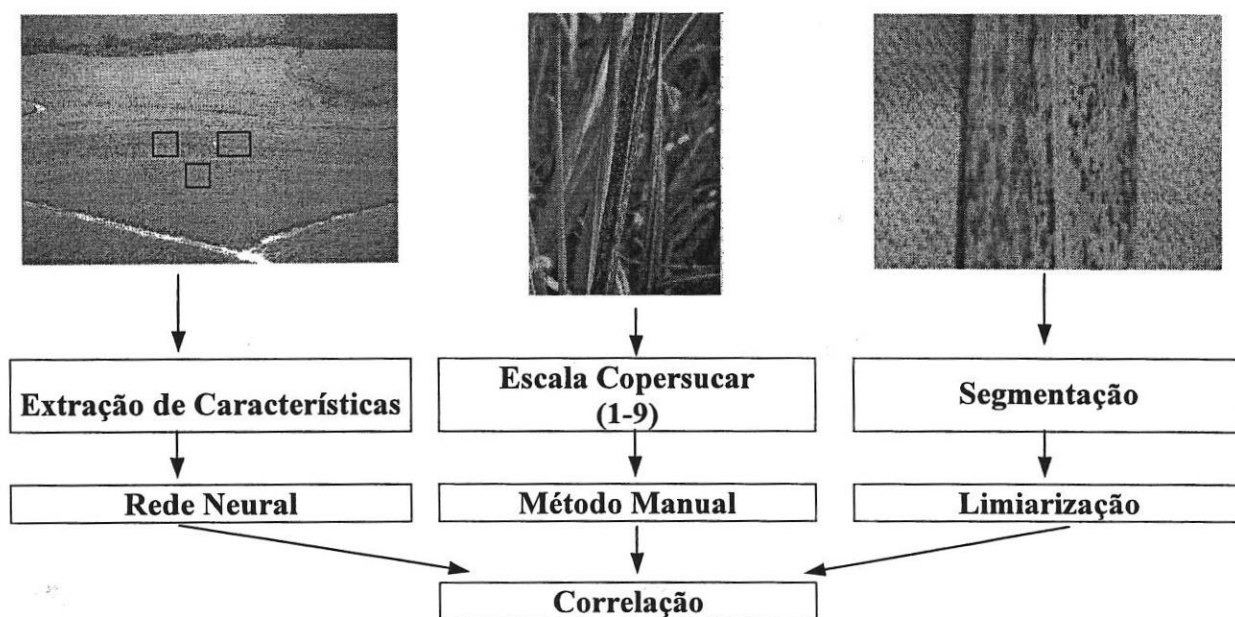 Extração de Características
Escala Copersucar
(1-9)
Segmentação
Rede Neural
Método Manual
Limiarização
Correlação